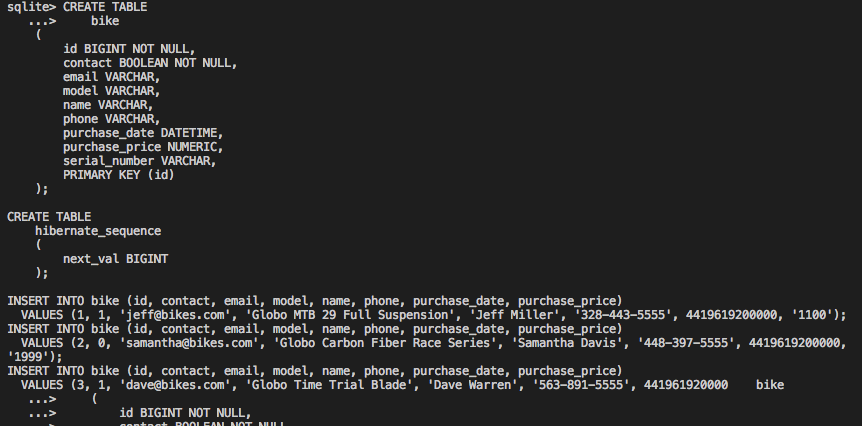 sqlite> CREATE TABLE
...> bike
(
id BIGINT NOT NULL,
contact BOOLEAN NOT NULL,
email VARCHAR,
model VARCHAR,
name VARCHAR,
phone VARCHAR,
purchase_date DATETIME,
purchase_price NUMERIC,
serial_number VARCHAR,
PRIMARY KEY (id)
);
CREATE TABLE
hibernate_sequence
(
next_val BIGINT
);
INSERT INTO bike (id, contact, email, model, name, phone, purchase_date, purchase_price)
VALUES (1, 1, 'jeff@bikes.com', 'Globo MTB 29 Full Suspension', 'Jeff Miller', '328-443-5555', 4419619200000, '1100');
INSERT INTO bike (id, contact, email, model, name, phone, purchase_date, purchase_price)
VALUES (2, 0, 'samantha@bikes.com', 'Globo Carbon Fiber Race Series', 'Samantha Davis', '448-397-5555', 4419619200000,
'1999');
INSERT INTO bike (id, contact, email, model, name, phone, purchase_date, purchase_price)
VALUES (3, 1, 'dave@bikes.com', 'Globo Time Trial Blade', 'Dave Warren', '563-891-5555', 441961920000 bike
...> (
...> id BIGINT NOT NULL,
...> contact BOOLEAN NOT NULL